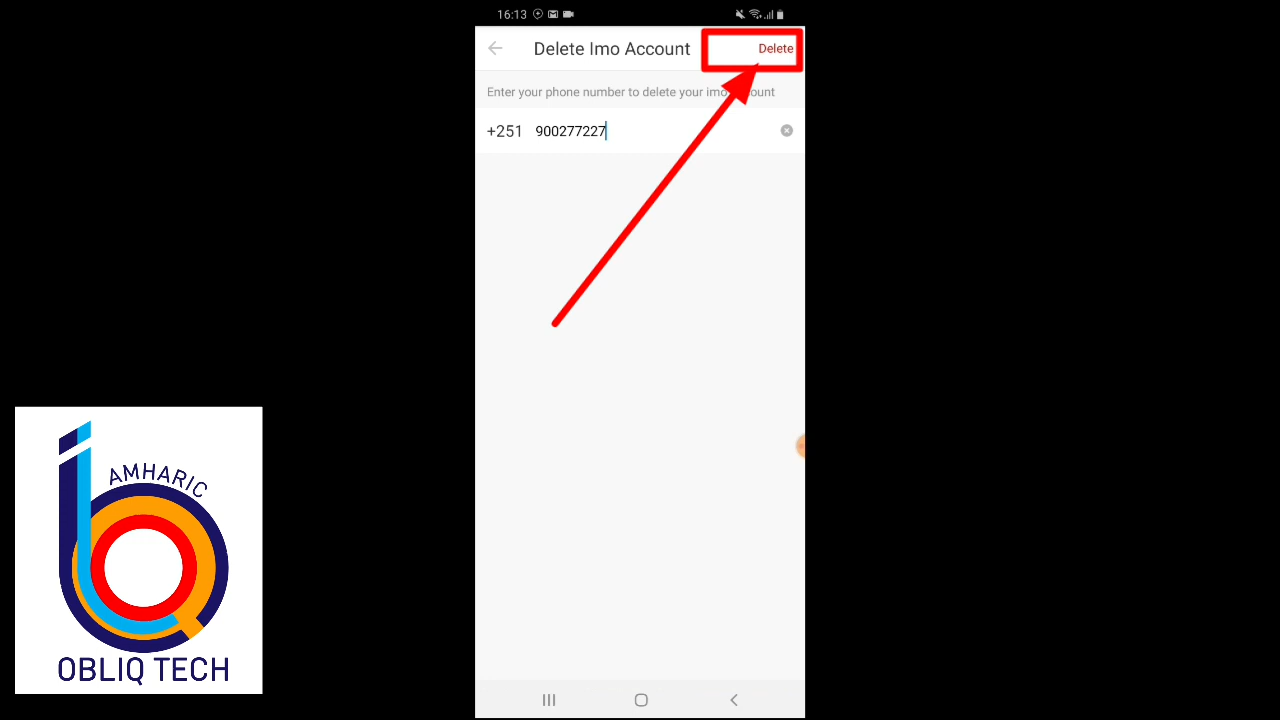 16:13
Delete Imo Account
Delete
Enter your phone number to delete your imo account
+251 900277227
AMHARIC
OBLIQ TECH